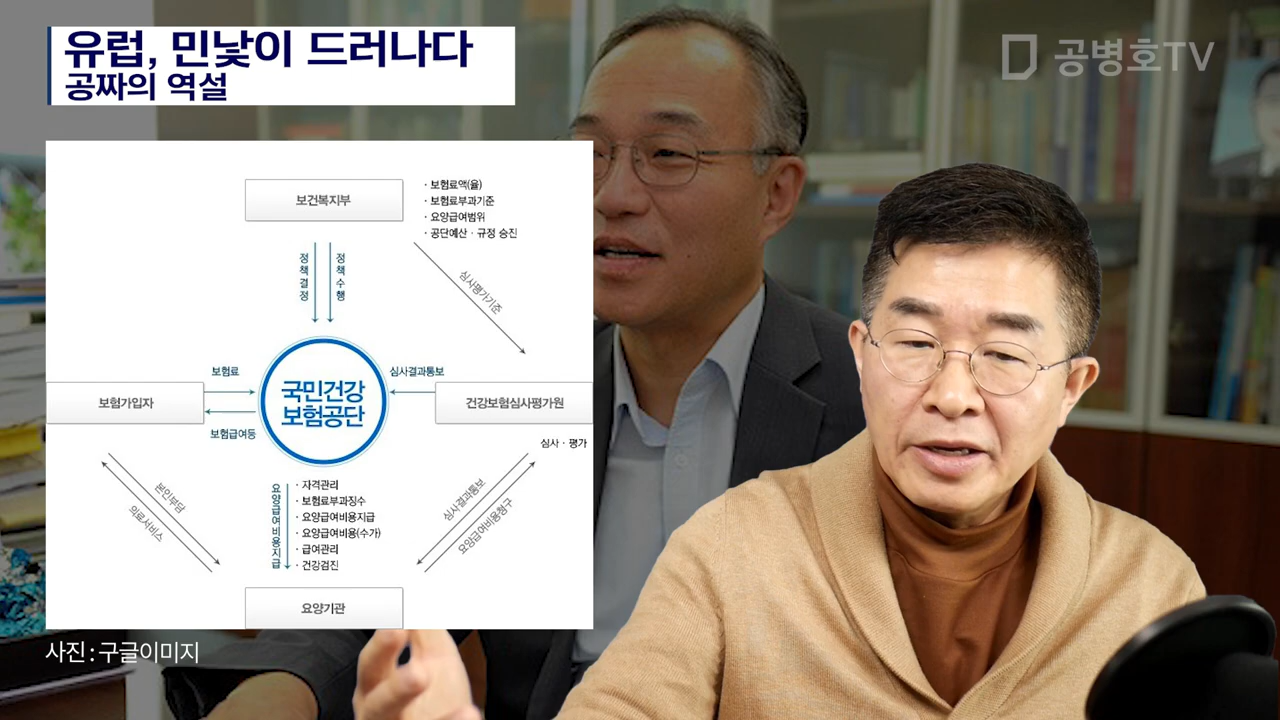 유럽, 민낯이 드러나다
공짜의 역설
공병호TV
보건복지부
· 보험료액(율)
· 보험료부과기준
· 요양급여범위
· 공단예산 · 규정 승진
정책결정
정책수행
심사평가기준
보험료
심사결과통보
보험가입자
국민건강
보험공단
건강보험심사평가원
보험급여등
심사 · 평가
본인부담
의료서비스
요양급여비용지급
· 자격관리
· 보험료부과징수
· 요양급여비용지급
· 요양급여비용(수가)
· 급여관리
· 건강검진
심사결과통보
요양급여비용청구
요양기관
사진 : 구글이미지